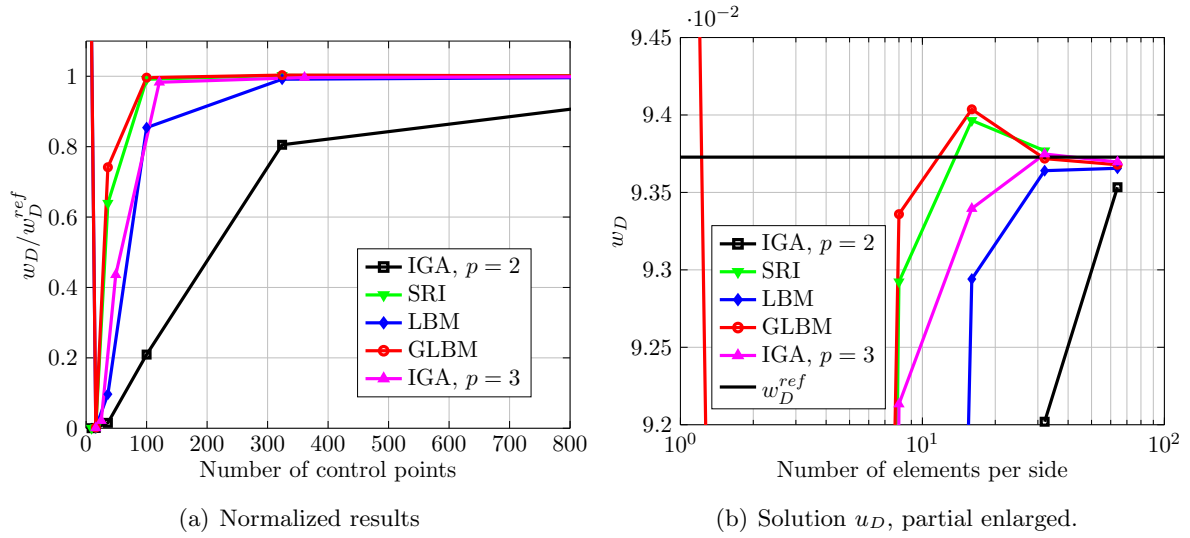 1
0.8
0.6
0.4
0.2
0
0 100 200 300 400 500 600 700 800
w_D/w_D^{ref}
Number of control points
IGA, p = 2
SRI
LBM
GLBM
IGA, p = 3
(a) Normalized results
·10^{−2}
9.45
9.4
9.35
9.3
9.25
9.2
10^0 10^1 10^2
w_D
Number of elements per side
IGA, p = 2
SRI
LBM
GLBM
IGA, p = 3
w_D^{ref}
(b) Solution u_D, partial enlarged.